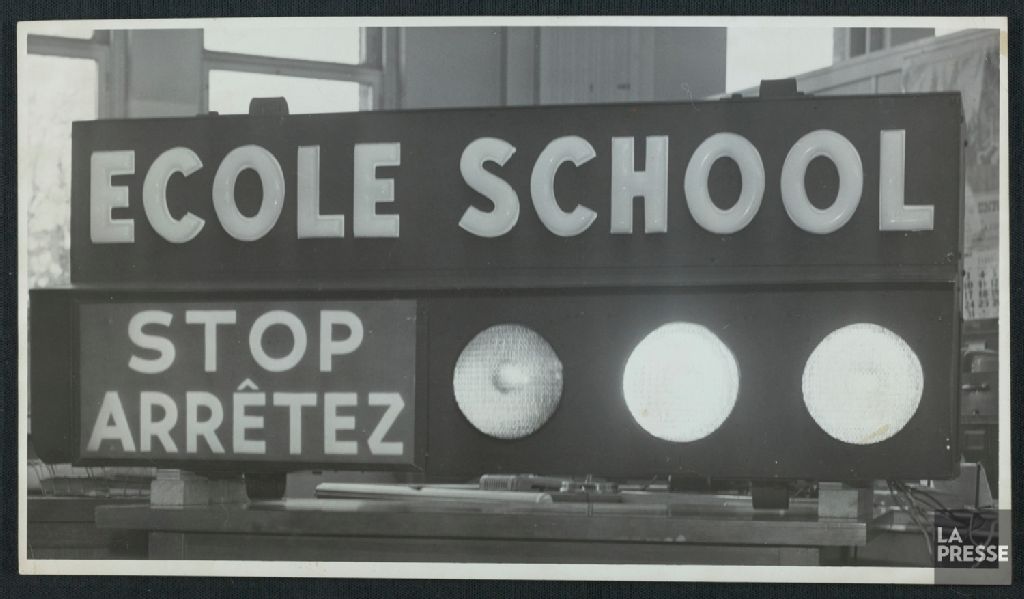 ECOLE SCHOOL
STOP
ARRÊTEZ
LA
PRESSE